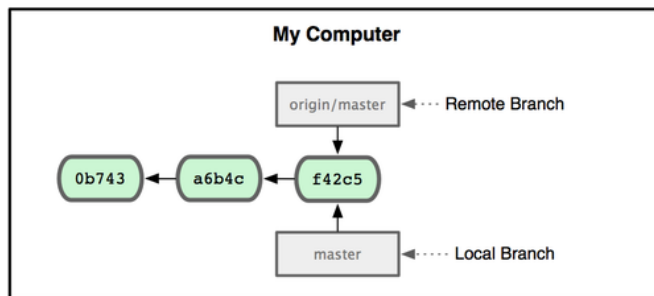 My Computer
origin/master
Remote Branch
0b743
a6b4c
f42c5
master
Local Branch